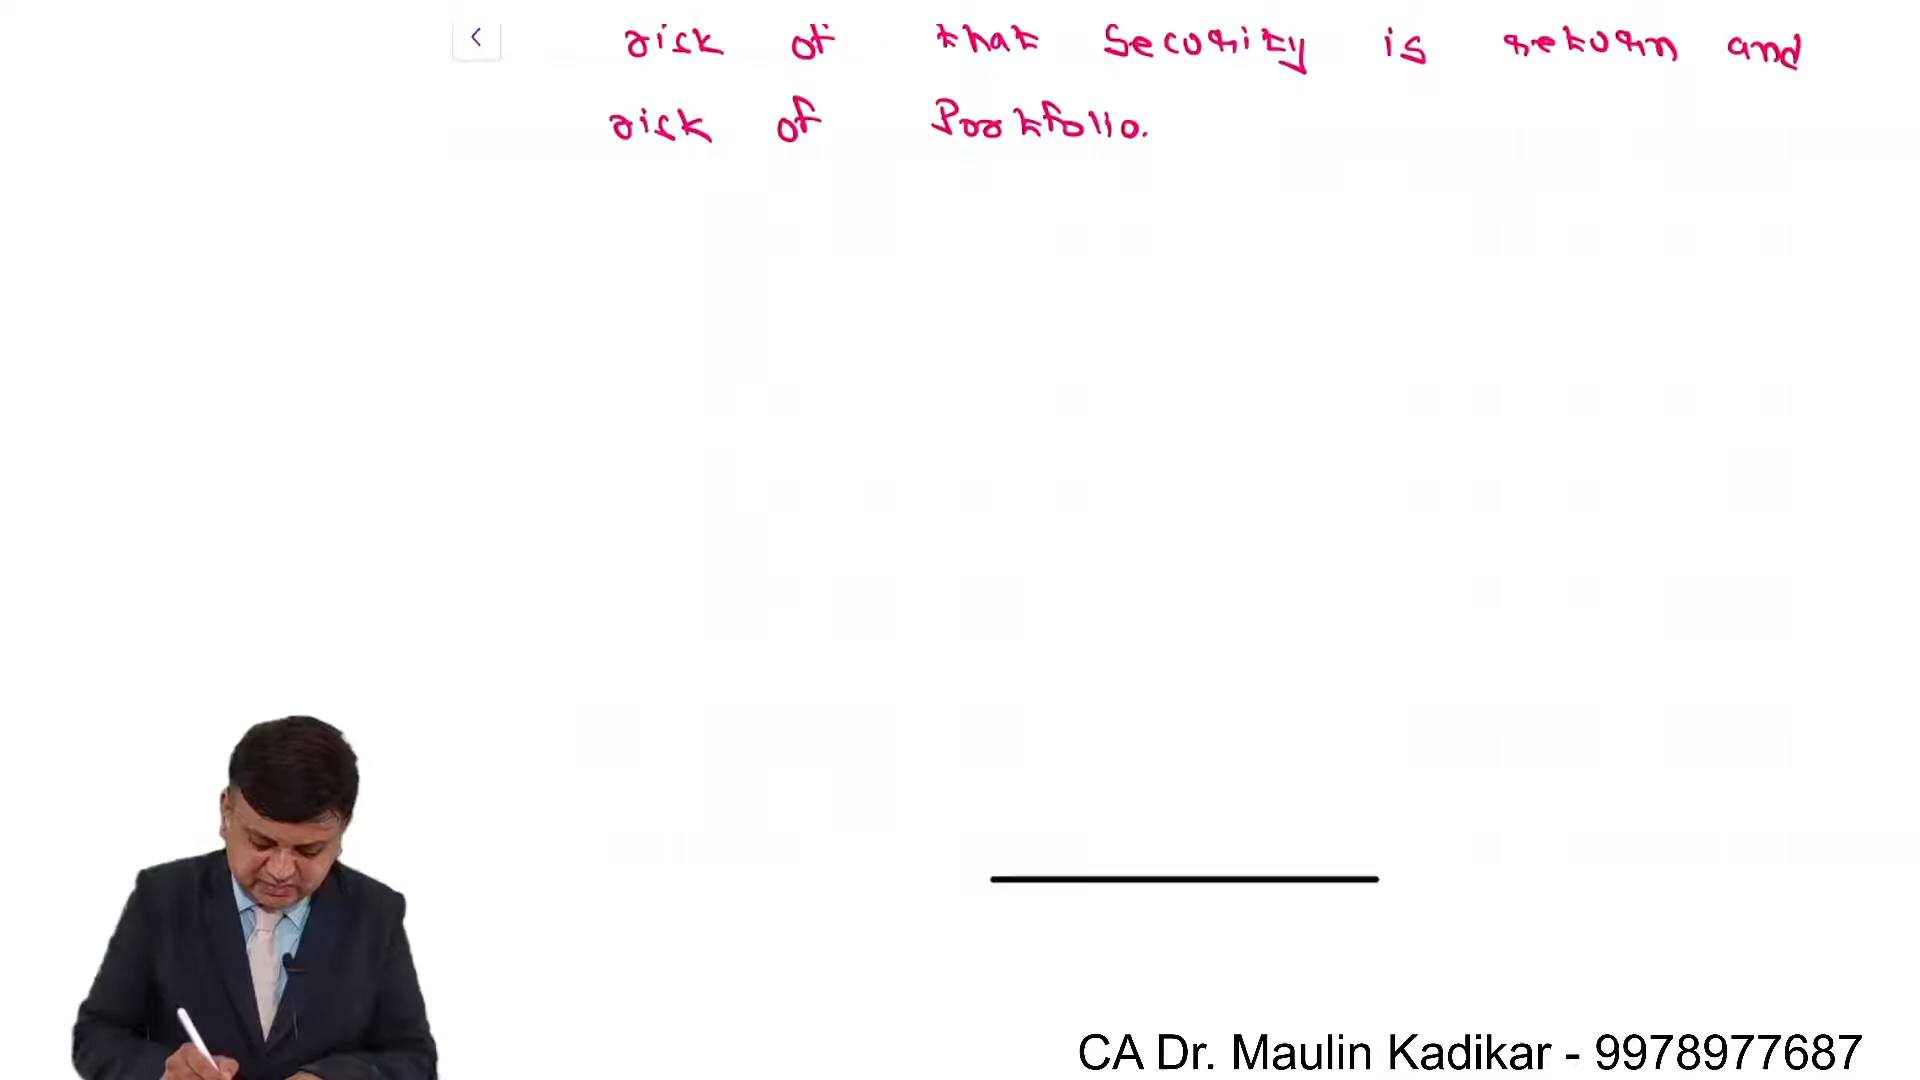 risk of that Security is return and
risk of Portfolio.
CA Dr. Maulin Kadikar - 9978977687